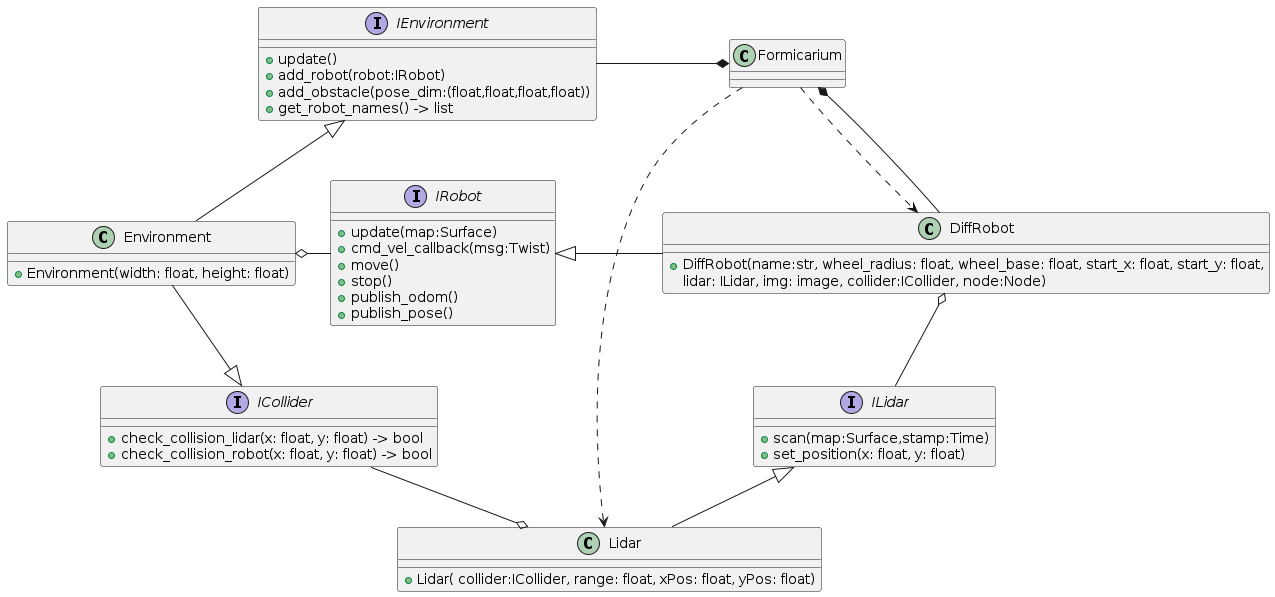 I IEnvironment
+ update()
+ add_robot(robot:IRobot)
+ add_obstacle(pose_dim:(float,float,float,float))
+ get_robot_names() -> list
C Formicarium
I IRobot
+ update(map:Surface)
+ cmd_vel_callback(msg:Twist)
+ move()
+ stop()
+ publish_odom()
+ publish_pose()
C Environment
+ Environment(width: float, height: float)
C DiffRobot
+ DiffRobot(name:str, wheel_radius: float, wheel_base: float, start_x: float, start_y: float,
lidar: ILidar, img: image, collider:ICollider, node:Node)
I ICollider
+ check_collision_lidar(x: float, y: float) -> bool
+ check_collision_robot(x: float, y: float) -> bool
I ILidar
+ scan(map:Surface,stamp:Time)
+ set_position(x: float, y: float)
C Lidar
+ Lidar( collider:ICollider, range: float, xPos: float, yPos: float)